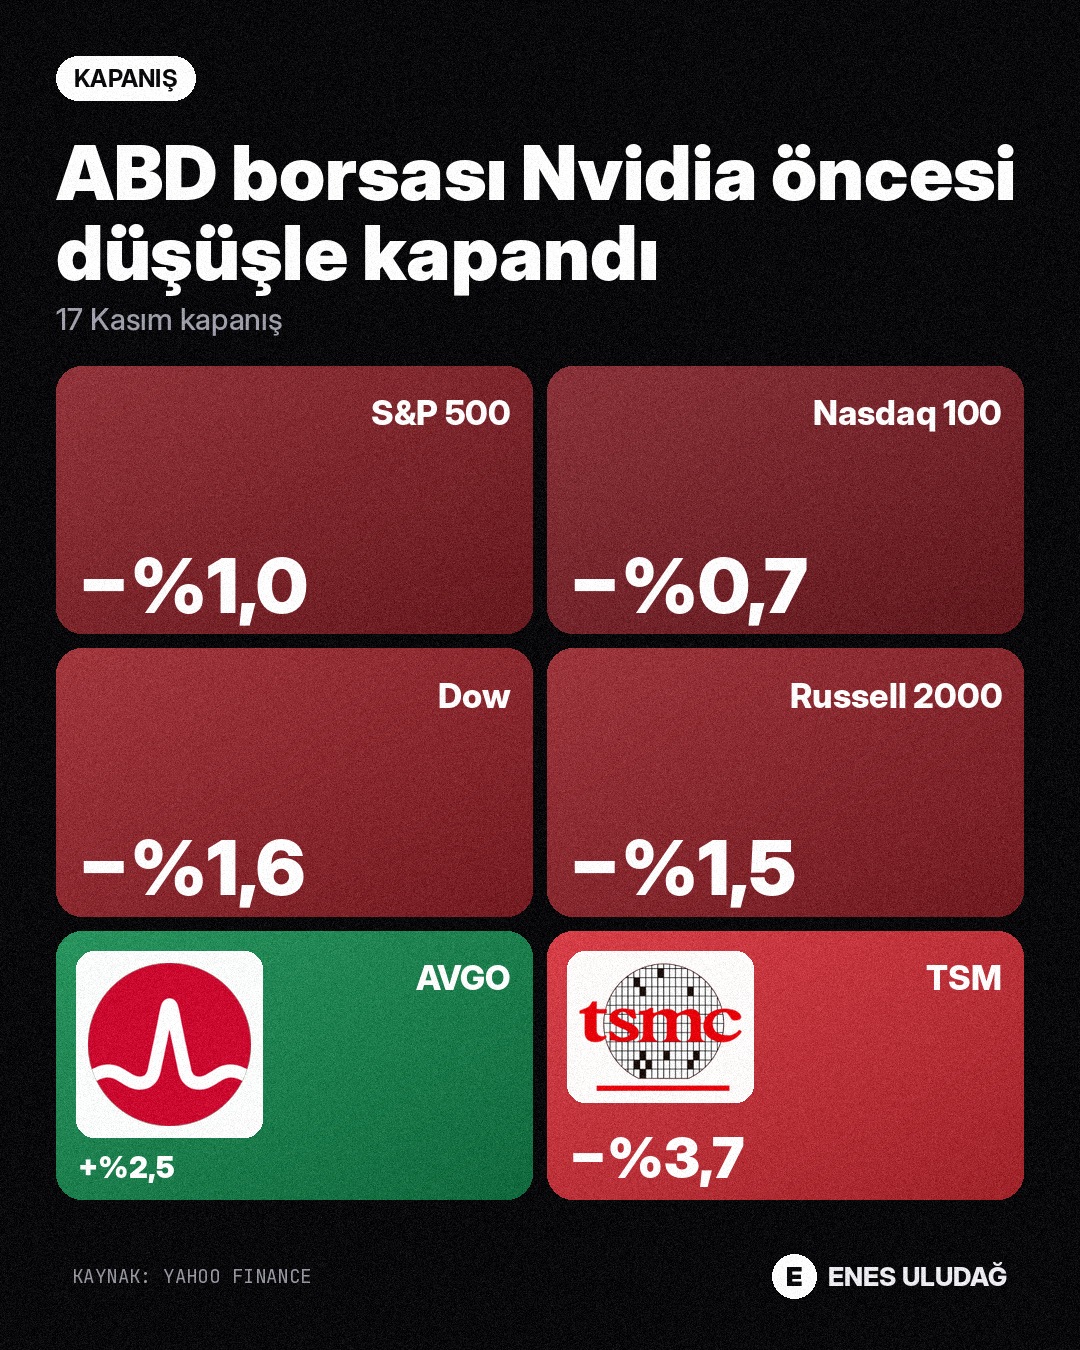 KAPANIŞ
ABD borsası Nvidia öncesi
düşüşle kapandı
17 Kasım kapanış
S&P 500
−%1,0
Nasdaq 100
−%0,7
Dow
−%1,6
Russell 2000
−%1,5
AVGO
+%2,5
TSM
tsmc
−%3,7
KAYNAK: YAHOO FINANCE
E ENES ULUDAĞ